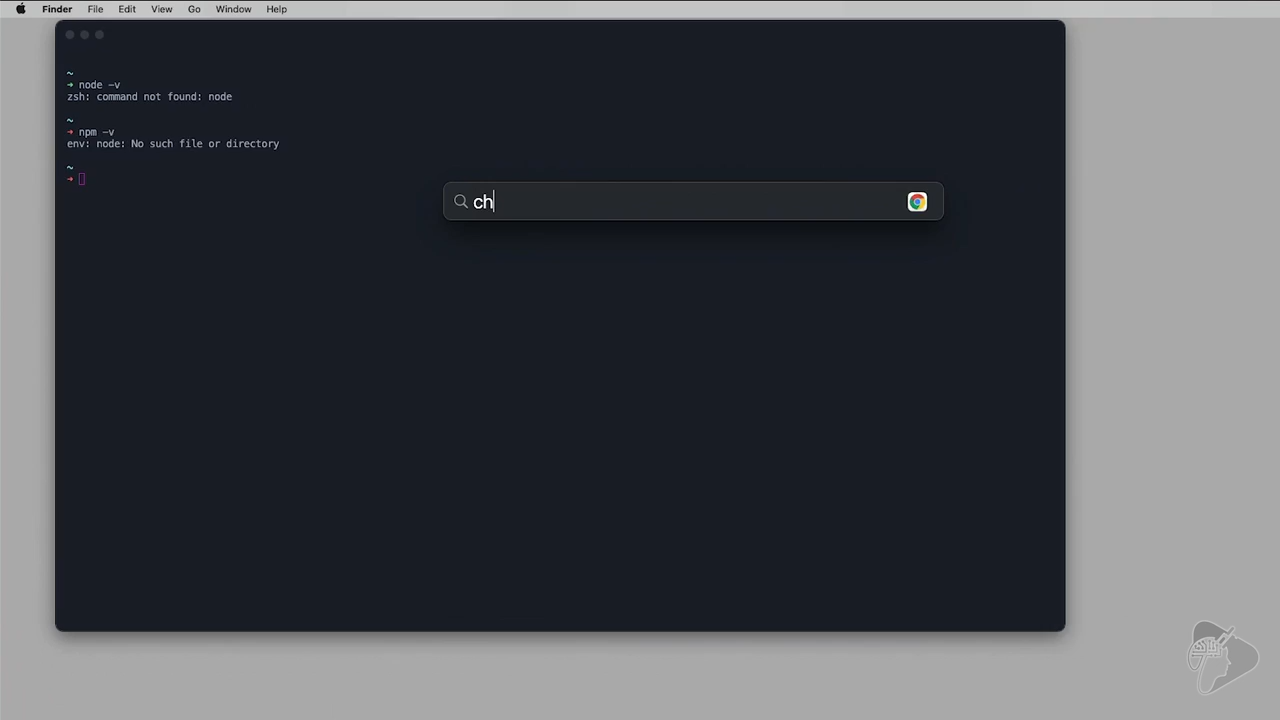 Finder File Edit View Go Window Help
~
➜ node -v
zsh: command not found: node
~
➜ npm -v
env: node: No such file or directory
~
➜
ch